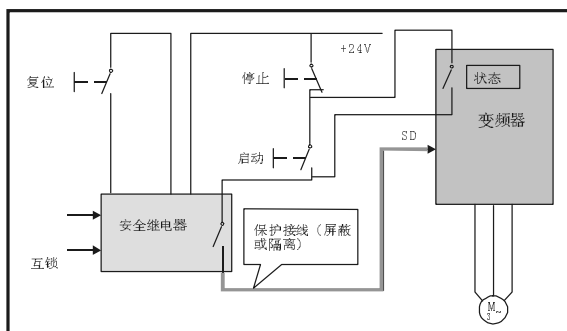 +24V
复位
停止
状态
变频器
SD
启动
安全继电器
保护接线（屏蔽
或隔离）
互锁
M
3~